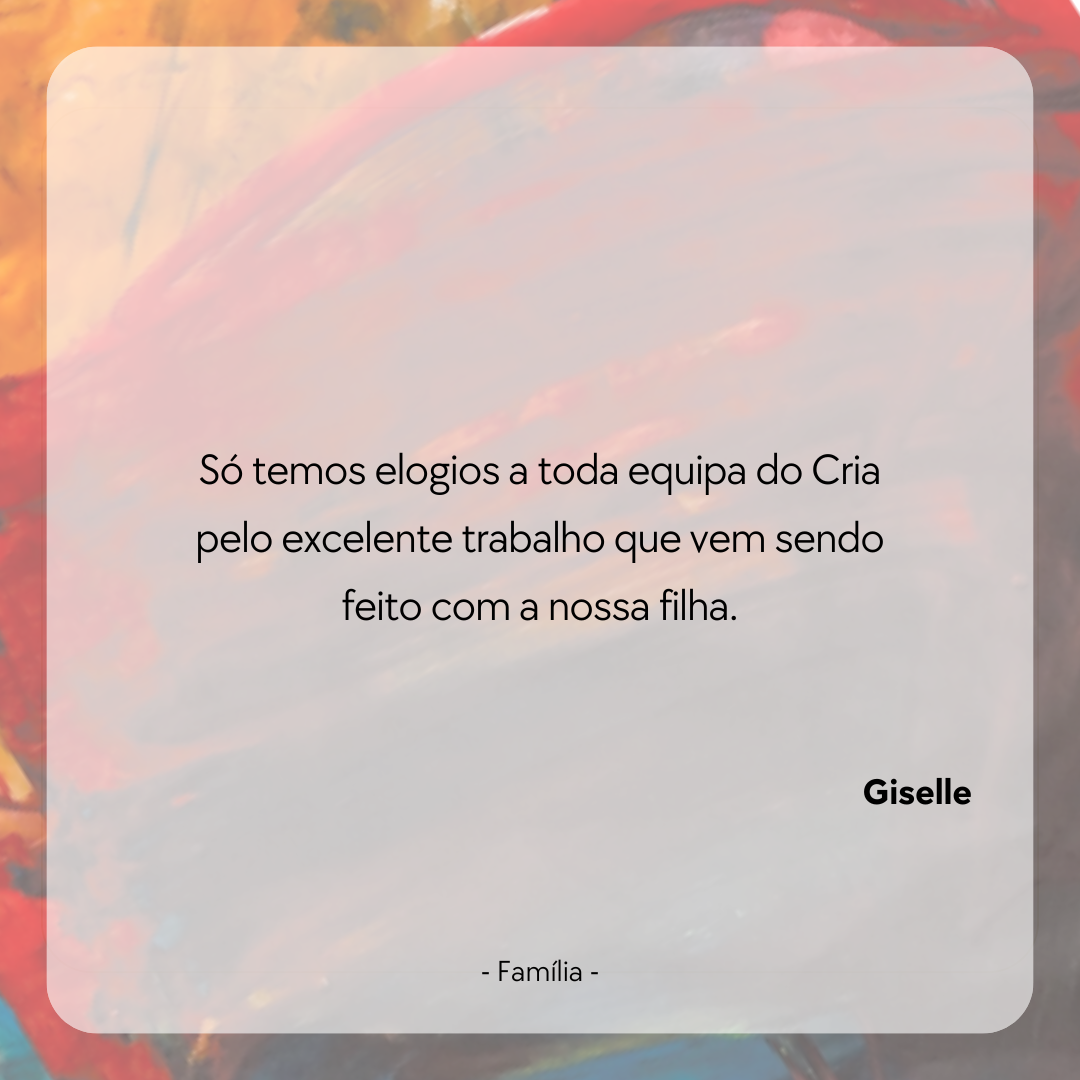 Só temos elogios a toda equipa do Cria
pelo excelente trabalho que vem sendo
feito com a nossa filha.
Giselle
- Família -